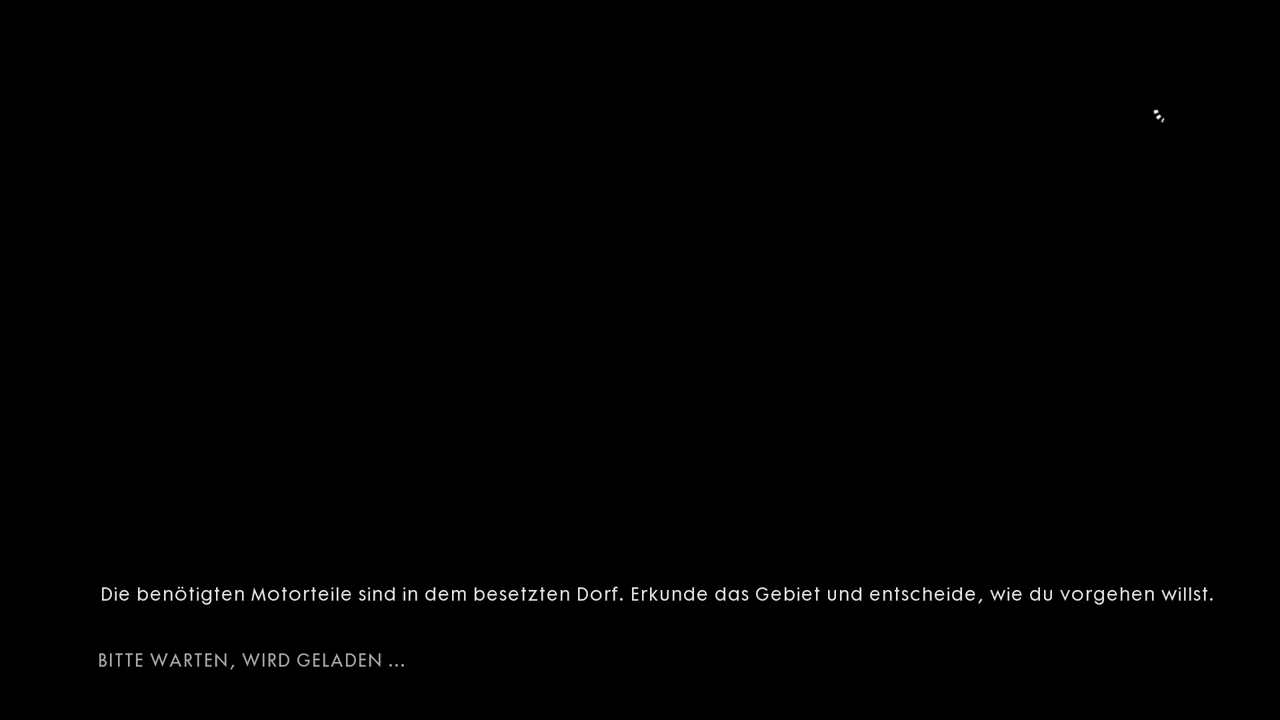 Die benötigten Motorteile sind in dem besetzten Dorf. Erkunde das Gebiet und entscheide, wie du vorgehen willst.
BITTE WARTEN, WIRD GELADEN ...